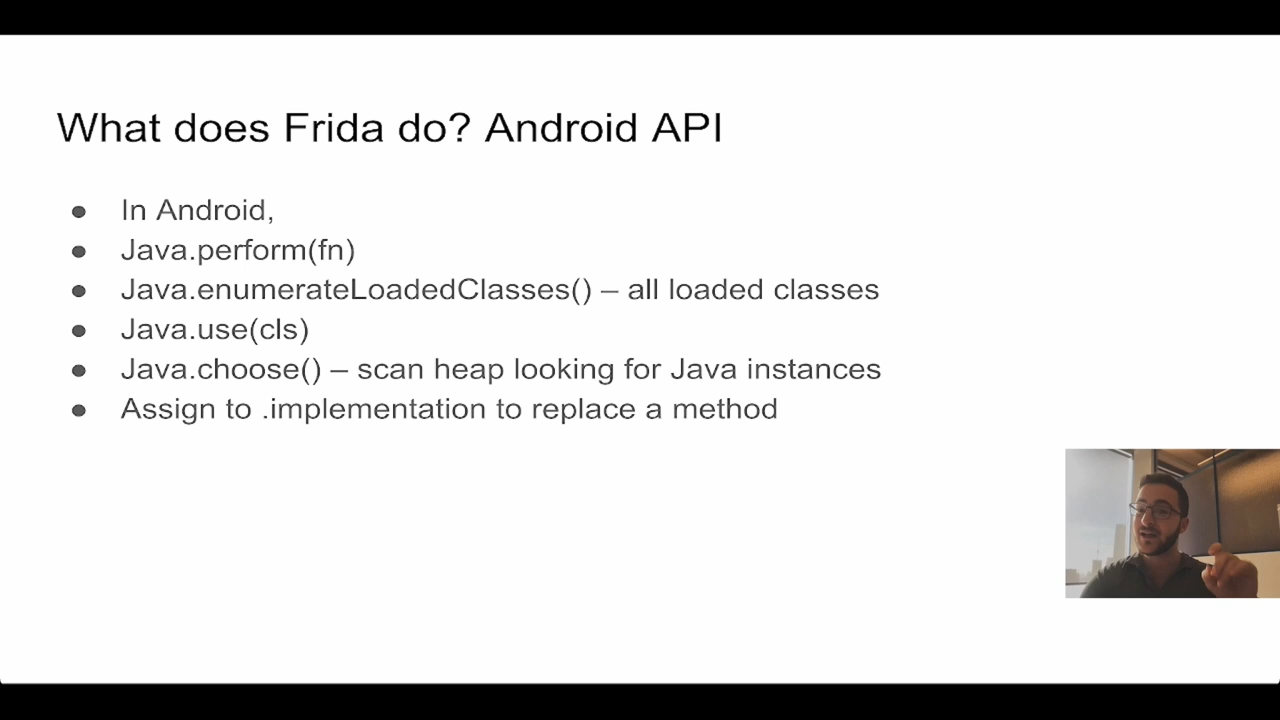 What does Frida do? Android API
● In Android,
● Java.perform(fn)
● Java.enumerateLoadedClasses() – all loaded classes
● Java.use(cls)
● Java.choose() – scan heap looking for Java instances
● Assign to .implementation to replace a method